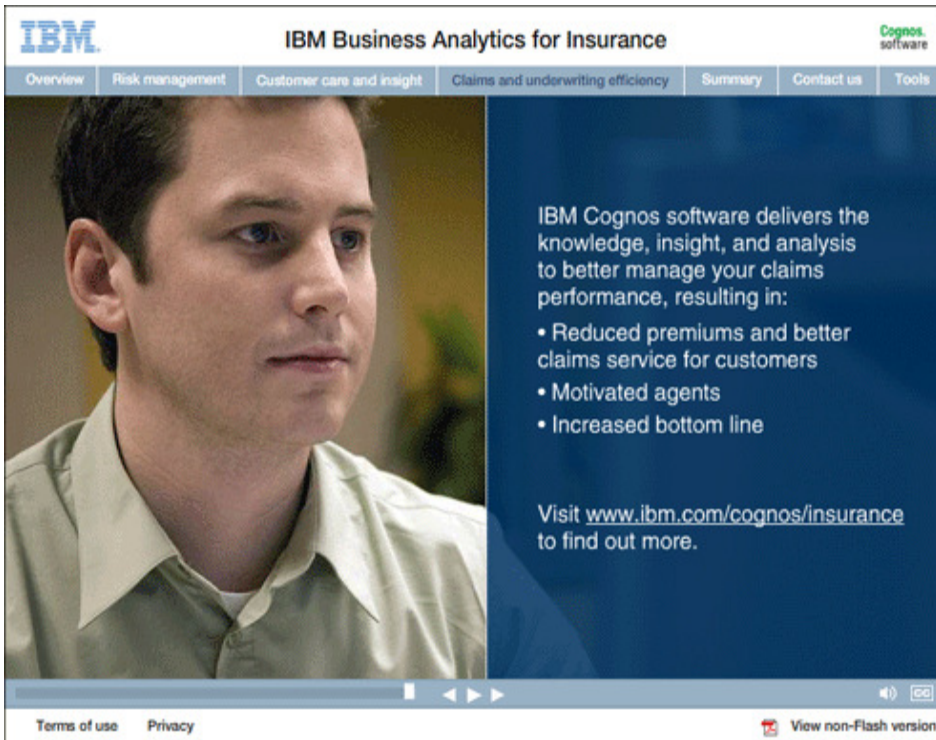 IBM.
IBM Business Analytics for Insurance
Cognos.
software
Overview
Risk management
Customer care and insight
Claims and underwriting efficiency
Summary
Contact us
Tools
IBM Cognos software delivers the
knowledge, insight, and analysis
to better manage your claims
performance, resulting in:
• Reduced premiums and better
claims service for customers
• Motivated agents
• Increased bottom line
Visit www.ibm.com/cognos/insurance
to find out more.
CC
Terms of use
Privacy
View non-Flash version